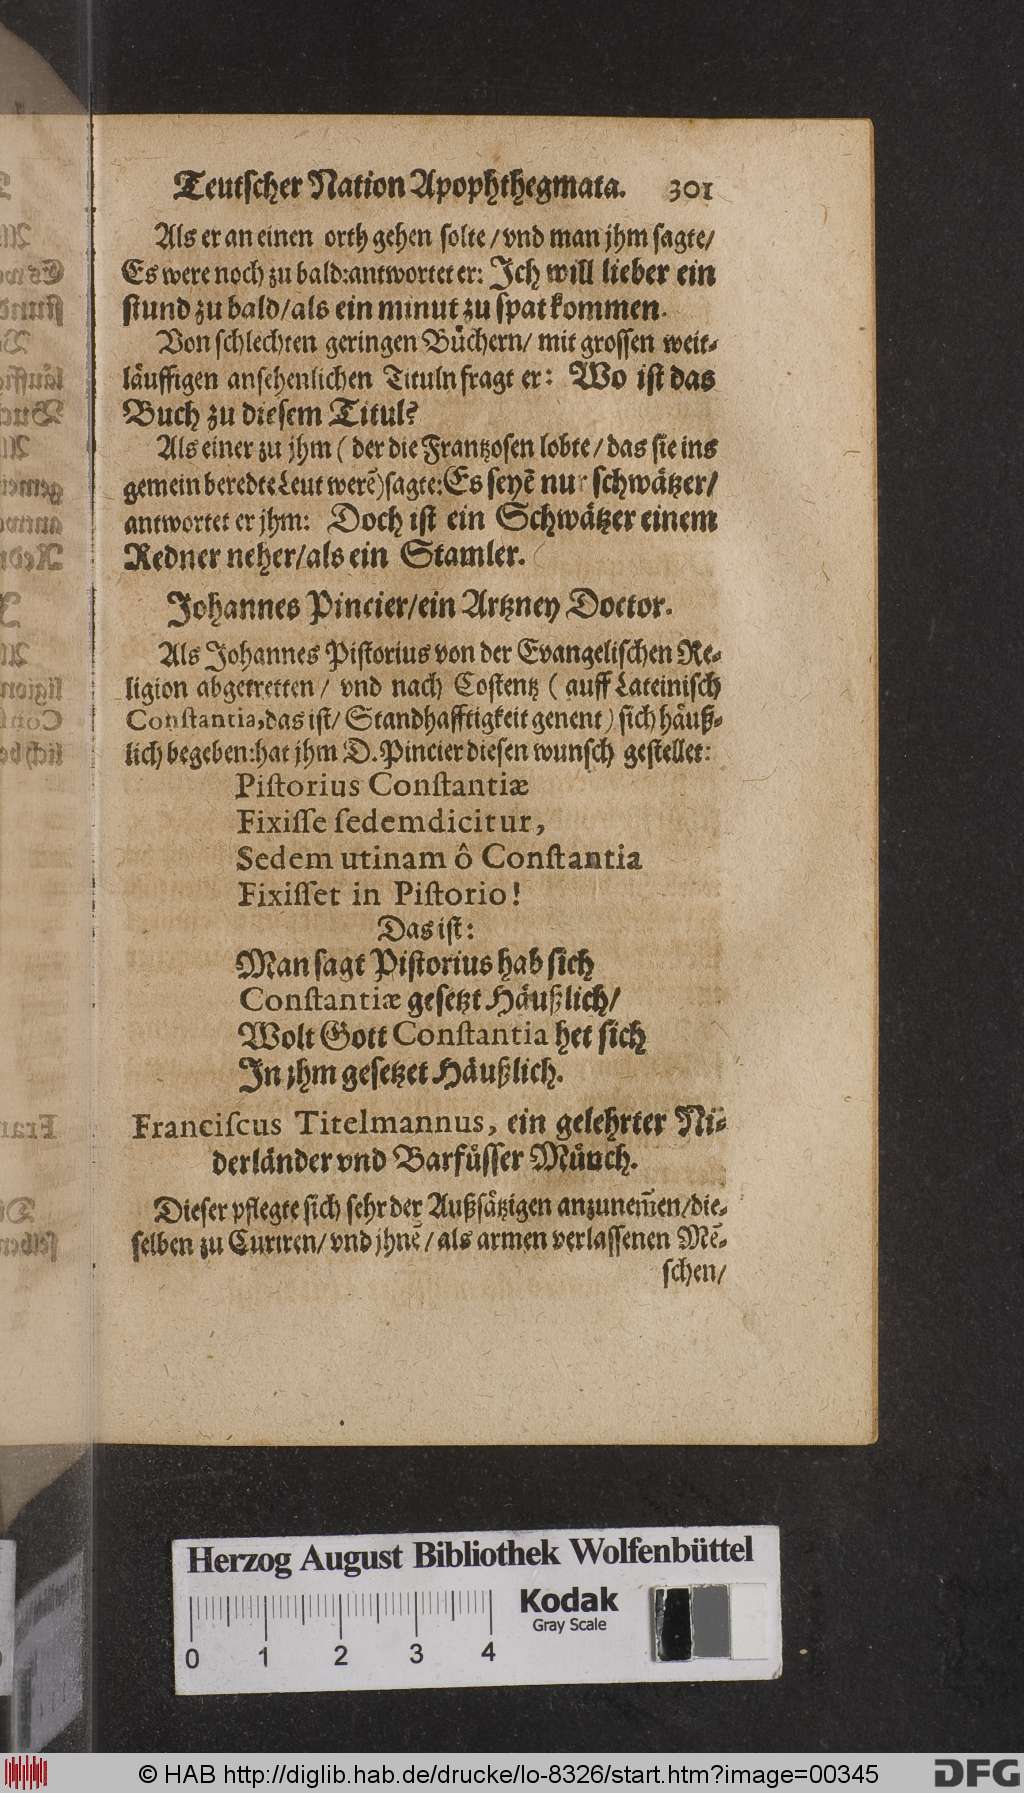 Teutscher Nation Apophthegmata. 301
Als er an einen orth gehen solte / vnd man jhm sagte /
Es were noch zu bald: antwortet er: Ich will lieber ein
stund zu bald / als ein minut zu spat kommen.
Von schlechten geringen Büchern / mit grossen weit-
läuffigen ansehenlichen Tituln fragt er: Wo ist das
Buch zu diesem Titul?
Als einer zu jhm ( der die Frantzosen lobte / das sie ins
gemein beredte Leut werẽ) sagte: Es seyẽ nur schwätzer /
antwortet er jhm: Doch ist ein Schwätzer einem
Redner neher / als ein Stamler.
Johannes Pincier / ein Artzney Doctor.
Als Johannes Pistorius von der Evangelischen Re-
ligion abgetretten / vnd nach Costentz ( auff Lateinisch
Constantia, das ist / Standhafftigkeit genent ) sich häuß-
lich begeben: hat jhm D. Pincier diesen wunsch gestellet:
Piſtorius Conſtantiæ
Fixiſſe ſedem dicitur,
Sedem utinam ô Conſtantia
Fixiſſet in Piſtorio!
Das ist:
Man sagt Pistorius hab sich
Conſtantiæ gesetzt Häußlich /
Wolt Gott Conſtantia het sich
In jhm gesetzet Häußlich.
Franciſcus Titelmannus, ein gelehrter Ni-
derländer vnd Barfüsser Münch.
Dieser pflegte sich sehr der Außsätzigen anzunem̃en / die-
selben zu Curiren / vnd jhnẽ / als armen verlassenen Mẽ-
schen /
Herzog August Bibliothek Wolfenbüttel
Kodak
Gray Scale
0 1 2 3 4
© HAB http://diglib.hab.de/drucke/lo-8326/start.htm?image=00345
DFG